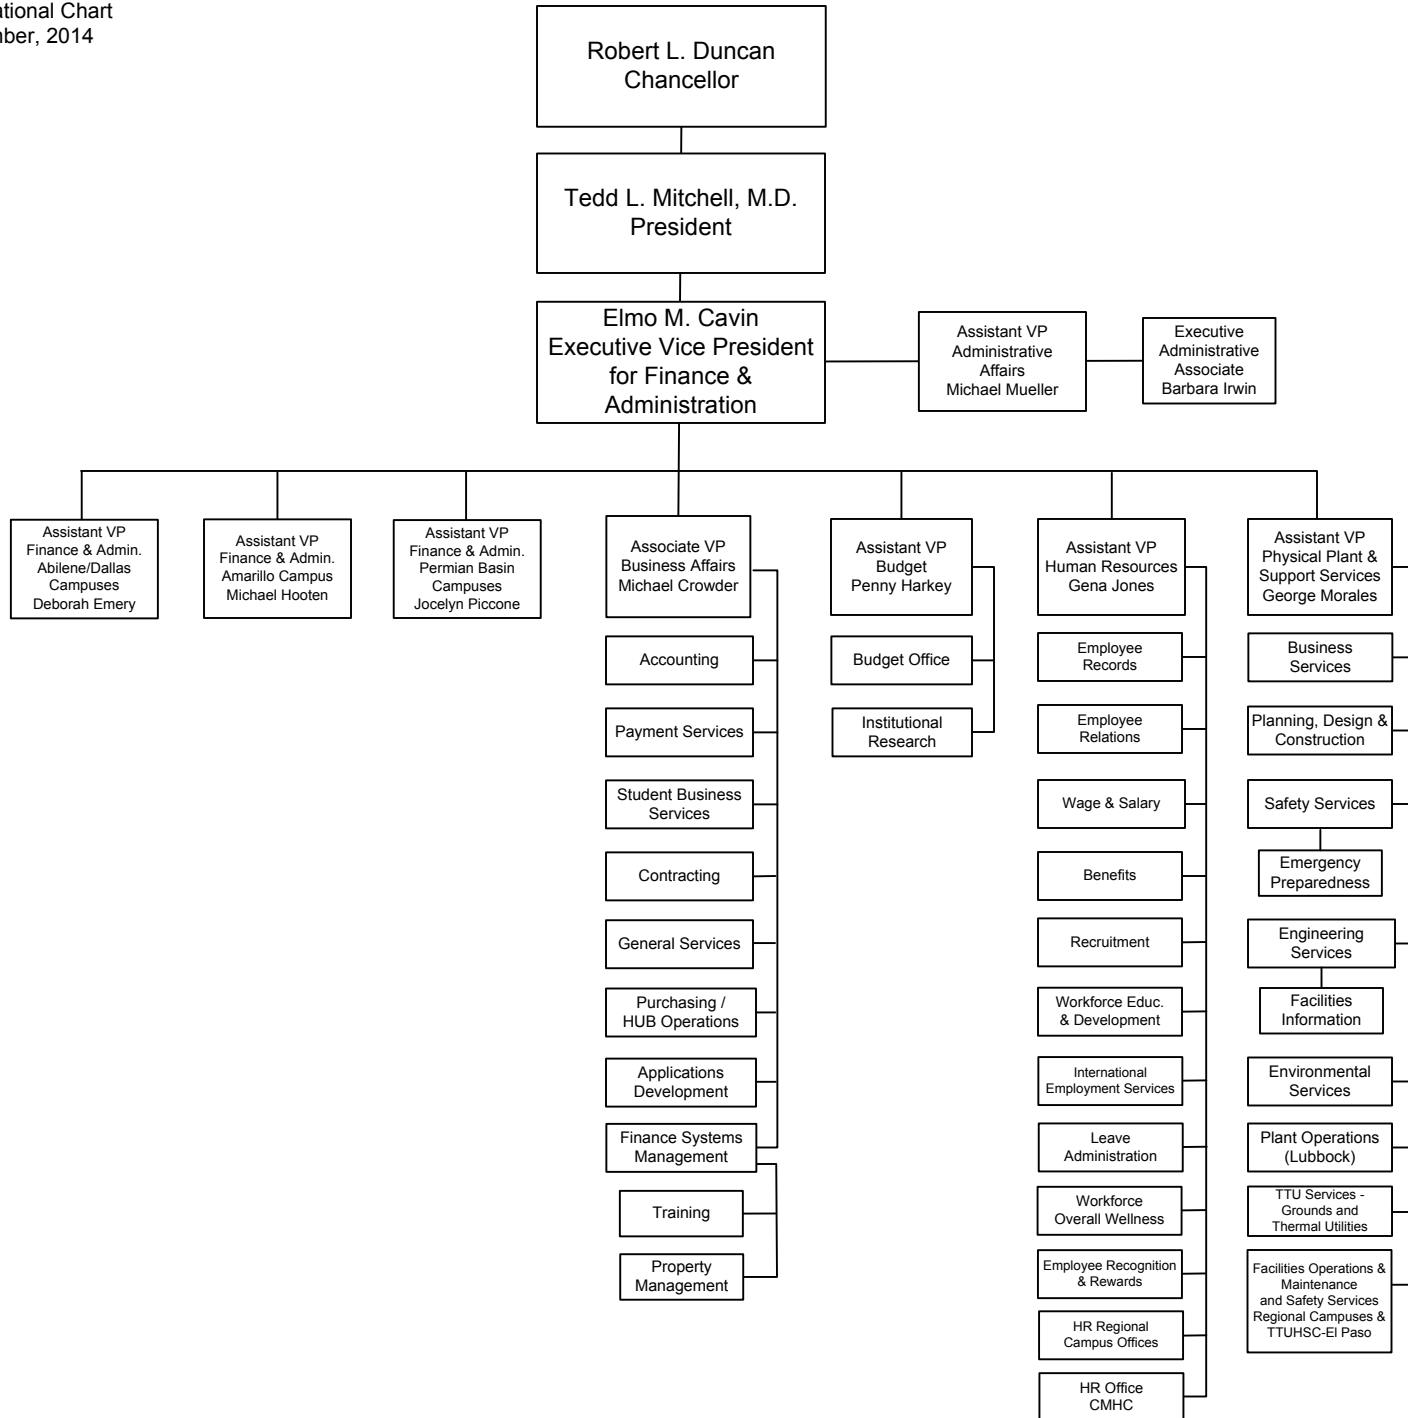 ational Chart
ber, 2014
Robert L. Duncan
Chancellor
Tedd L. Mitchell, M.D.
President
Elmo M. Cavin
Executive Vice President
for Finance &
Administration
Assistant VP
Administrative
Affairs
Michael Mueller
Executive
Administrative
Associate
Barbara Irwin
Assistant VP
Finance & Admin.
Abilene/Dallas
Campuses
Deborah Emery
Assistant VP
Finance & Admin.
Amarillo Campus
Michael Hooten
Assistant VP
Finance & Admin.
Permian Basin
Campuses
Jocelyn Piccone
Associate VP
Business Affairs
Michael Crowder
Accounting
Payment Services
Student Business
Services
Contracting
General Services
Purchasing /
HUB Operations
Applications
Development
Finance Systems
Management
Training
Property
Management
Assistant VP
Budget
Penny Harkey
Budget Office
Institutional
Research
Assistant VP
Human Resources
Gena Jones
Employee
Records
Employee
Relations
Wage & Salary
Benefits
Recruitment
Workforce Educ.
& Development
International
Employment Services
Leave
Administration
Workforce
Overall Wellness
Employee Recognition
& Rewards
HR Regional
Campus Offices
HR Office
CMHC
Assistant VP
Physical Plant &
Support Services
George Morales
Business
Services
Planning, Design &
Construction
Safety Services
Emergency
Preparedness
Engineering
Services
Facilities
Information
Environmental
Services
Plant Operations
(Lubbock)
TTU Services -
Grounds and
Thermal Utilities
Facilities Operations &
Maintenance
and Safety Services
Regional Campuses &
TTUHSC-El Paso